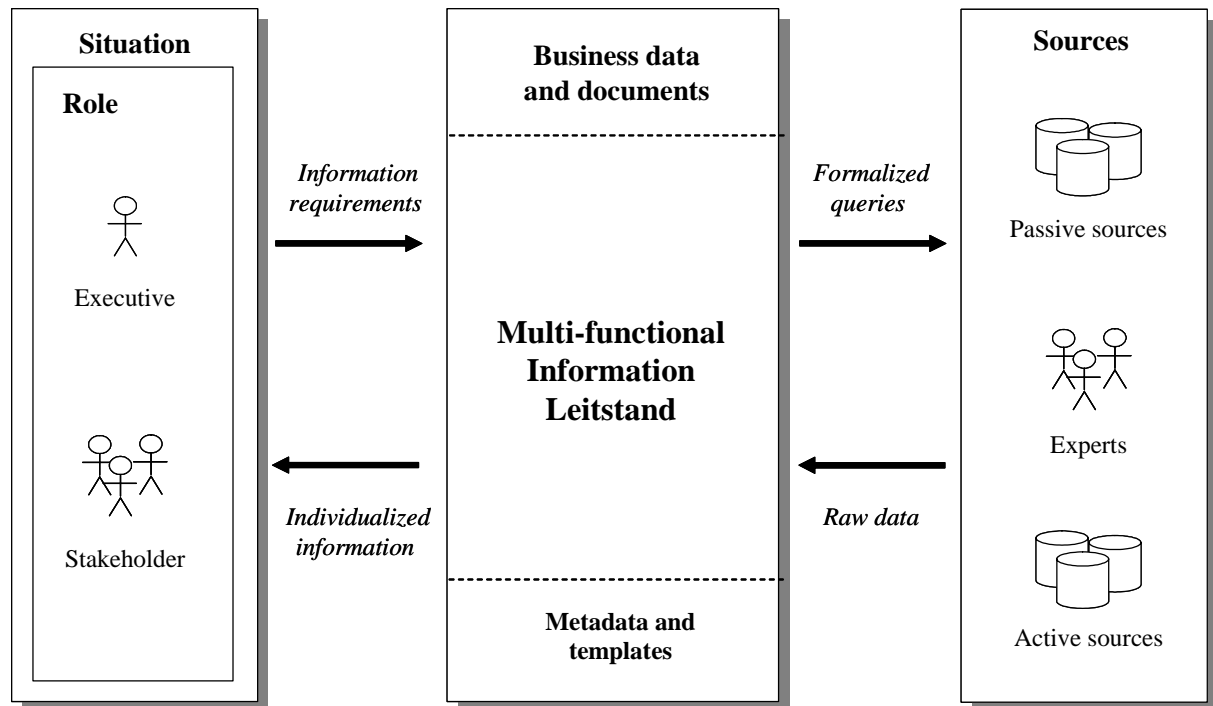 Situation
Role
Executive
Stakeholder
Information
requirements
Individualized
information
Business data
and documents
Multi-functional
Information
Leitstand
Metadata and
templates
Formalized
queries
Raw data
Sources
Passive sources
Experts
Active sources